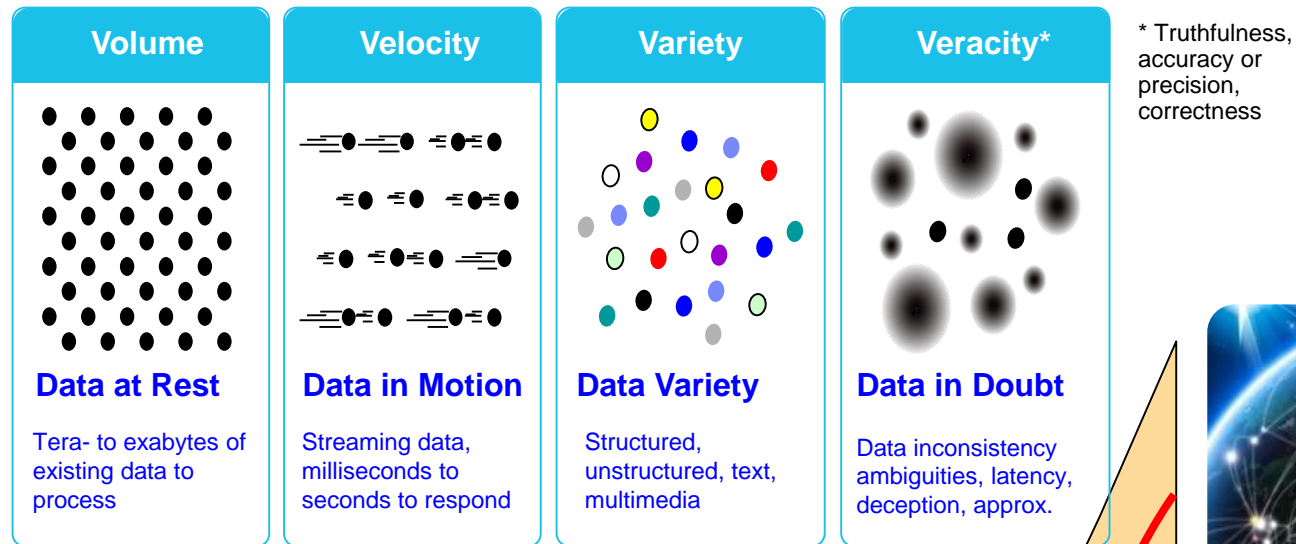 Volume
Velocity
Variety
Veracity*
* Truthfulness,
accuracy or
precision,
correctness
Data at Rest
Tera- to exabytes of
existing data to
process
Data in Motion
Streaming data,
milliseconds to
seconds to respond
Data Variety
Structured,
unstructured, text,
multimedia
Data in Doubt
Data inconsistency
ambiguities, latency,
deception, approx.